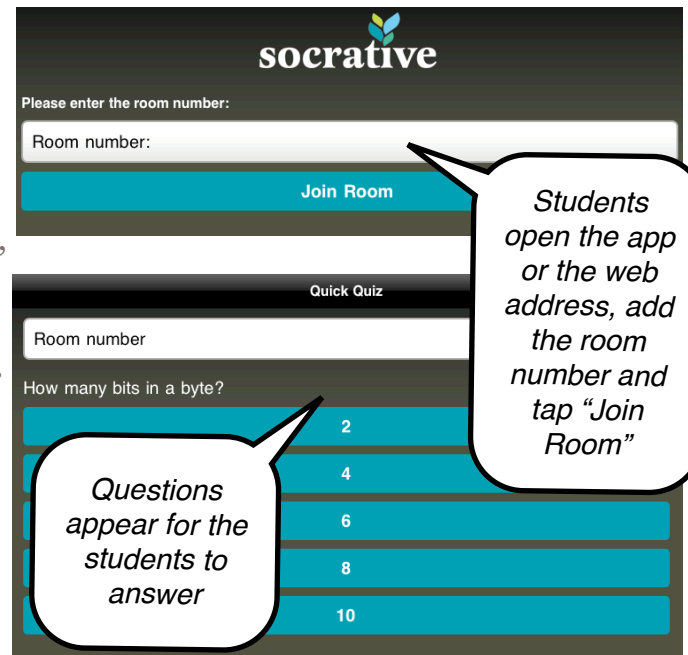 socrative
Please enter the room number:
Room number:
Join Room
Students
open the app
or the web
address, add
the room
number and
tap “Join
Room”
,
Quick Quiz
Room number
.
How many bits in a byte?
2
4
6
8
10
Questions
appear for the
students to
answer